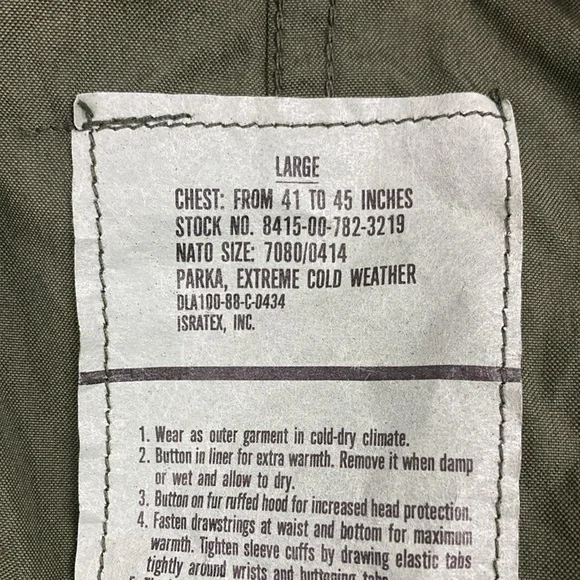 LARGE
CHEST: FROM 41 TO 45 INCHES
STOCK NO. 8415-00-782-3219
NATO SIZE: 7080/0414
PARKA, EXTREME COLD WEATHER
DLA100-88-C-0434
ISRATEX, INC.
1. Wear as outer garment in cold-dry climate.
2. Button in liner for extra warmth. Remove it when damp
or wet and allow to dry.
3. Button on fur ruffed hood for increased head protection.
4. Fasten drawstrings at waist and bottom for maximum
warmth. Tighten sleeve cuffs by drawing elastic tabs
tightly around wrists and buttoning tabs